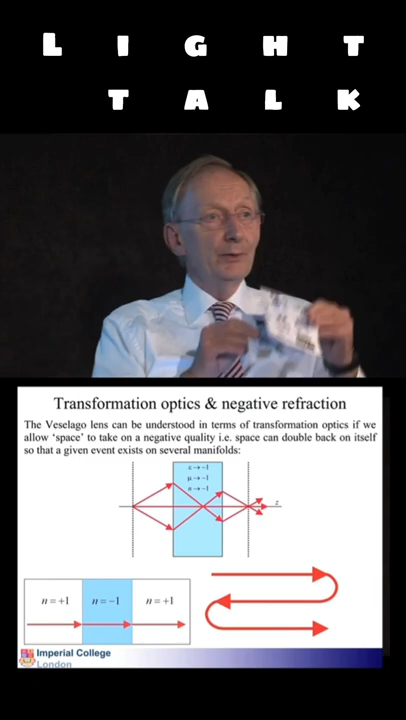 LIGHT
TALK
Transformation optics & negative refraction
The Veselago lens can be understood in terms of transformation optics if we
allow ‘space’ to take on a negative quality i.e. space can double back on itself
so that a given event exists on several manifolds:
ε→−1
μ→−1
n→−1
z
n = +1 n = −1 n = +1
Imperial College
London